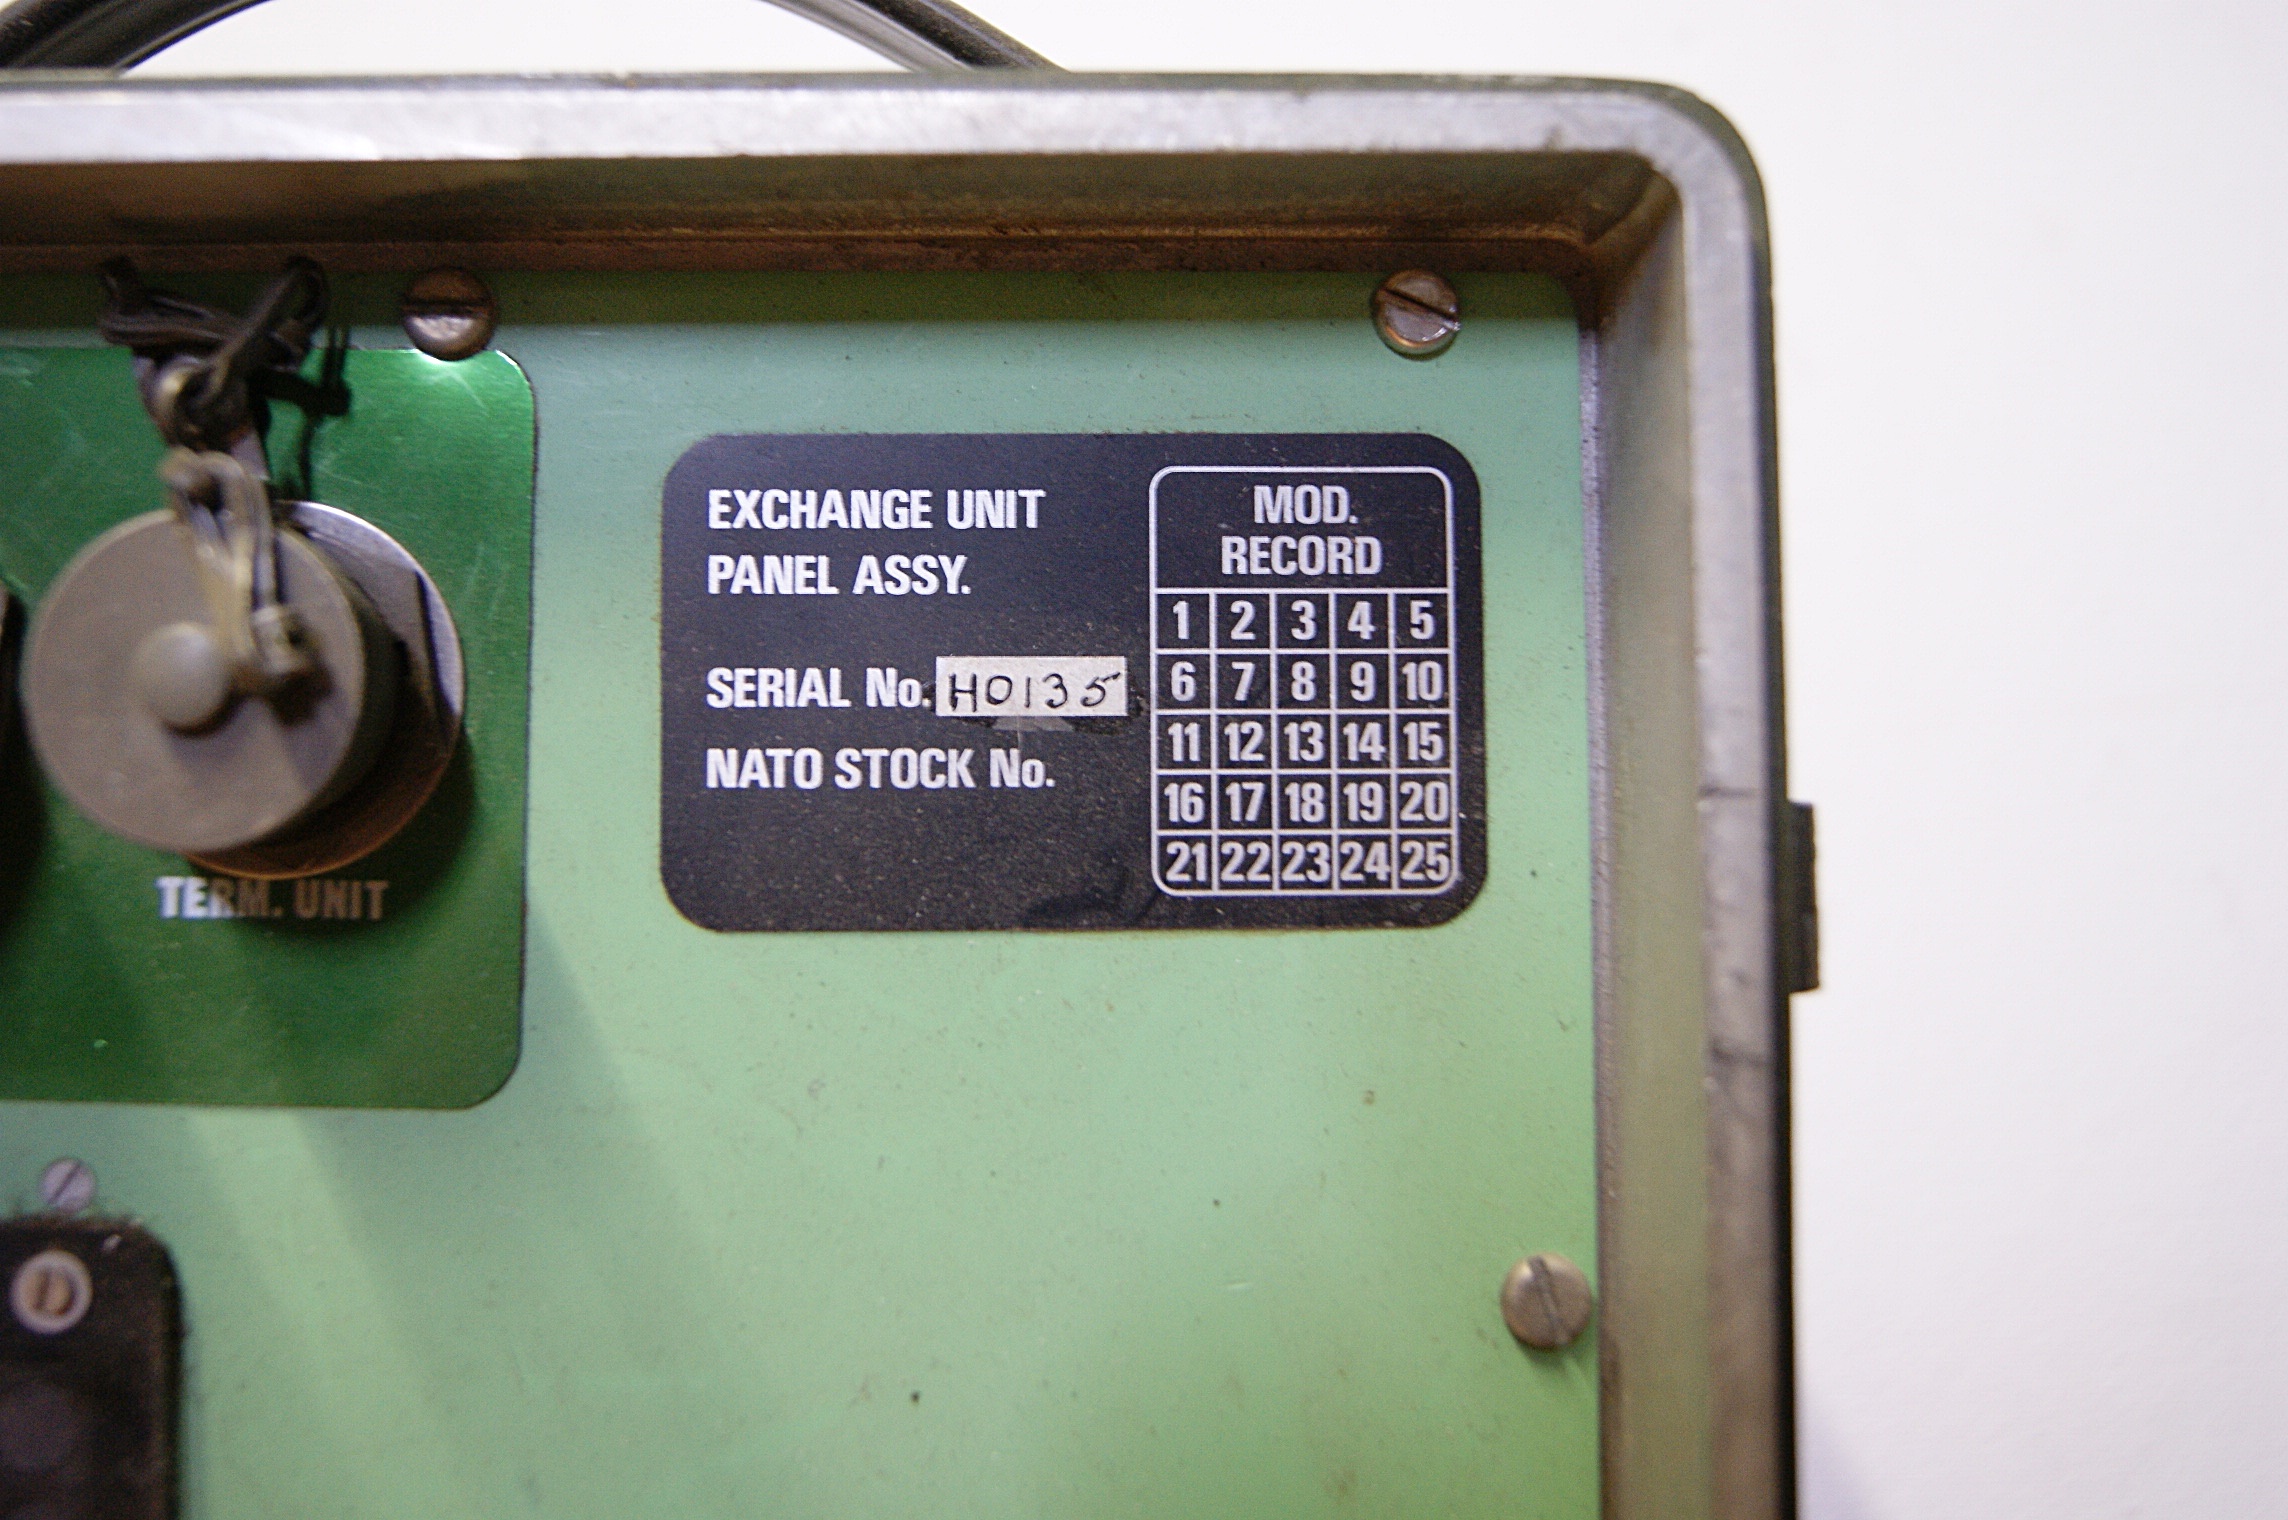 EXCHANGE UNIT
PANEL ASSY.
SERIAL No. H0135
NATO STOCK No.
MOD.
RECORD
1 2 3 4 5
6 7 8 9 10
11 12 13 14 15
16 17 18 19 20
21 22 23 24 25
TERM. UNIT